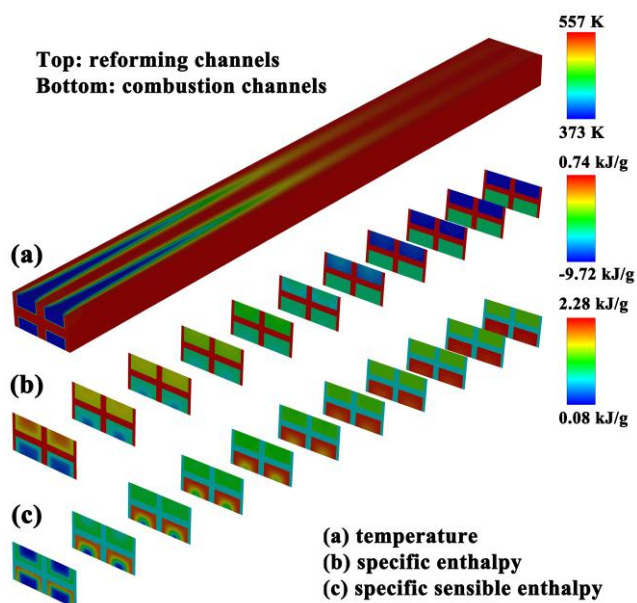 557 K
Top: reforming channels
Bottom: combustion channels
373 K
0.74 kJ/g
(a)
-9.72 kJ/g
2.28 kJ/g
(b)
0.08 kJ/g
(c)
(a) temperature
(b) specific enthalpy
(c) specific sensible enthalpy